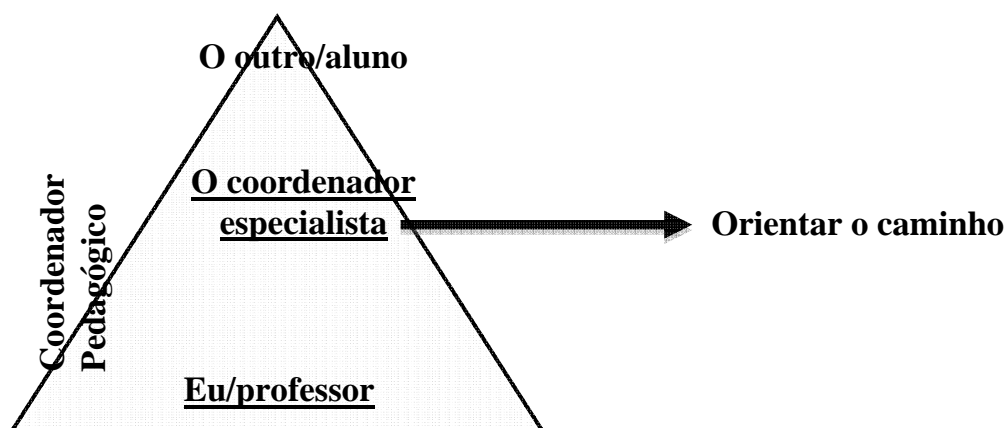 O outro/aluno
O coordenador
especialista
Orientar o caminho
Coordenador
Pedagógico
Eu/professor